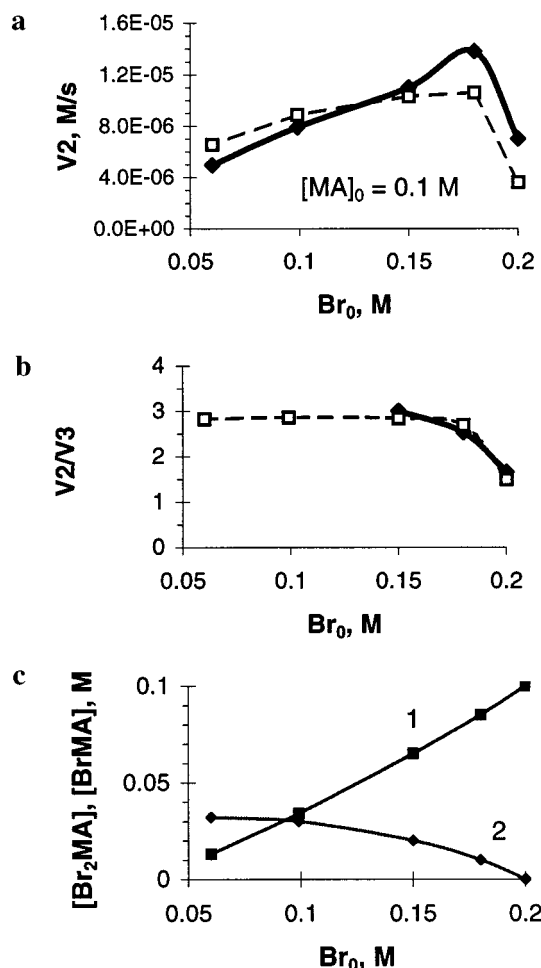 a
V2, M/s
1.6E-05
1.2E-05
8.0E-06
4.0E-06
0.0E+00
[MA]₀ = 0.1 M
0.05 0.1 0.15 0.2
Br₀, M
b
V2/V3
4
3
2
1
0
0.05 0.1 0.15 0.2
Br₀, M
c
[Br₂MA], [BrMA], M
0.1
0.05
0
1
2
0.05 0.1 0.15 0.2
Br₀, M